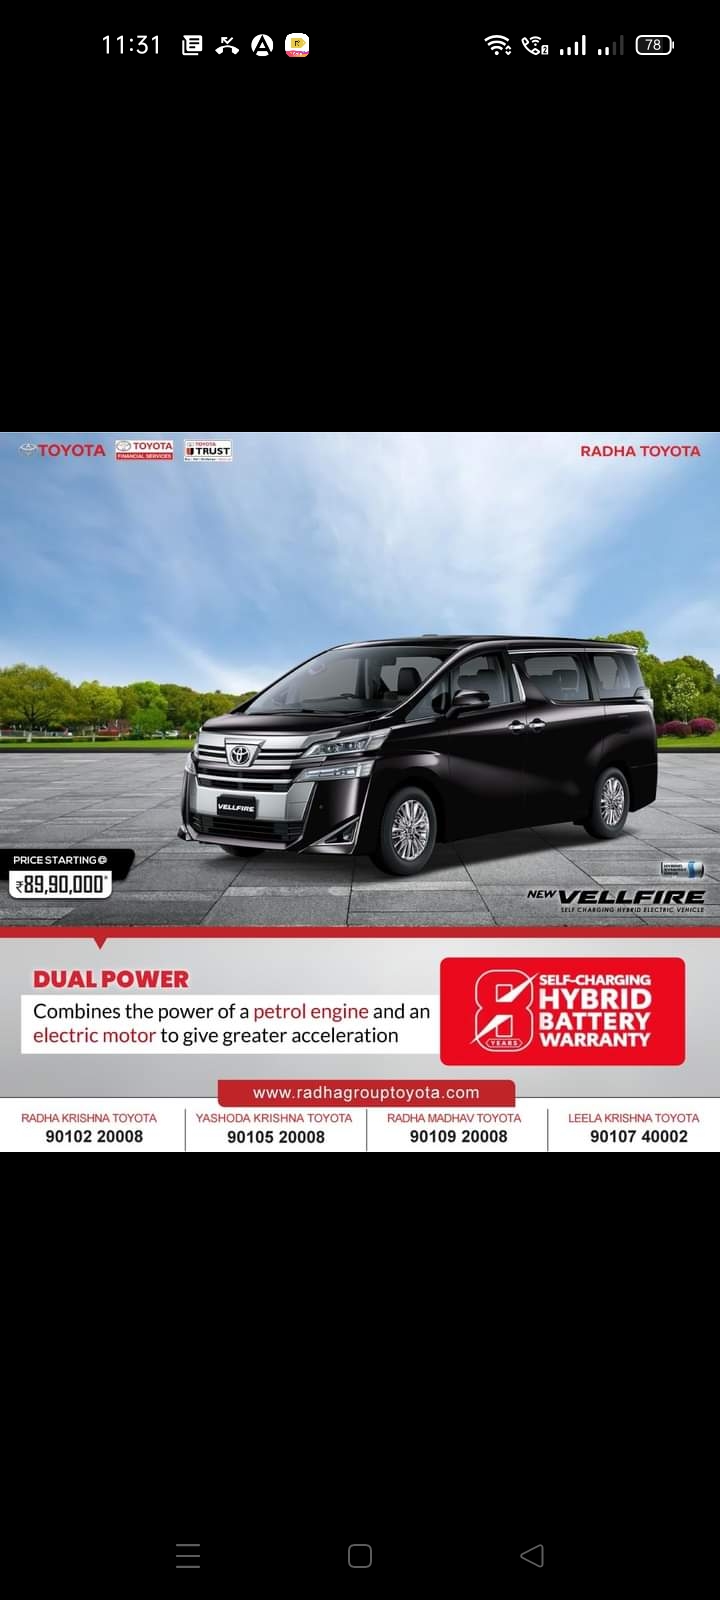 11:31
78
TOYOTA
TOYOTA
FINANCIAL SERVICES
TOYOTA
U TRUST
RADHA TOYOTA
VELLFIRE
PRICE STARTING @
₹89,90,000*
NEW VELLFIRE
SELF CHARGING HYBRID ELECTRIC VEHICLE
DUAL POWER
Combines the power of a petrol engine and an
electric motor to give greater acceleration
8
YEARS
SELF-CHARGING
HYBRID
BATTERY
WARRANTY
www.radhagrouptoyota.com
RADHA KRISHNA TOYOTA
90102 20008
YASHODA KRISHNA TOYOTA
90105 20008
RADHA MADHAV TOYOTA
90109 20008
LEELA KRISHNA TOYOTA
90107 40002